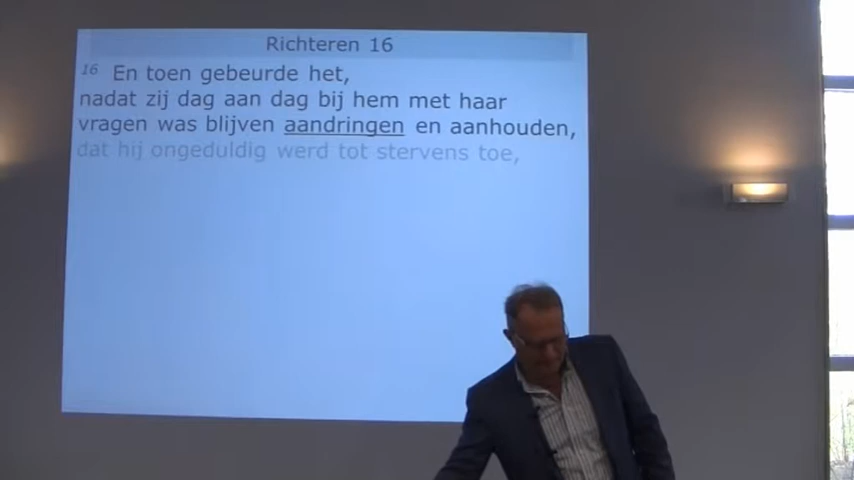 Richteren 16
16 En toen gebeurde het,
nadat zij dag aan dag bij hem met haar
vragen was blijven aandringen en aanhouden,
dat hij ongeduldig werd tot stervens toe,